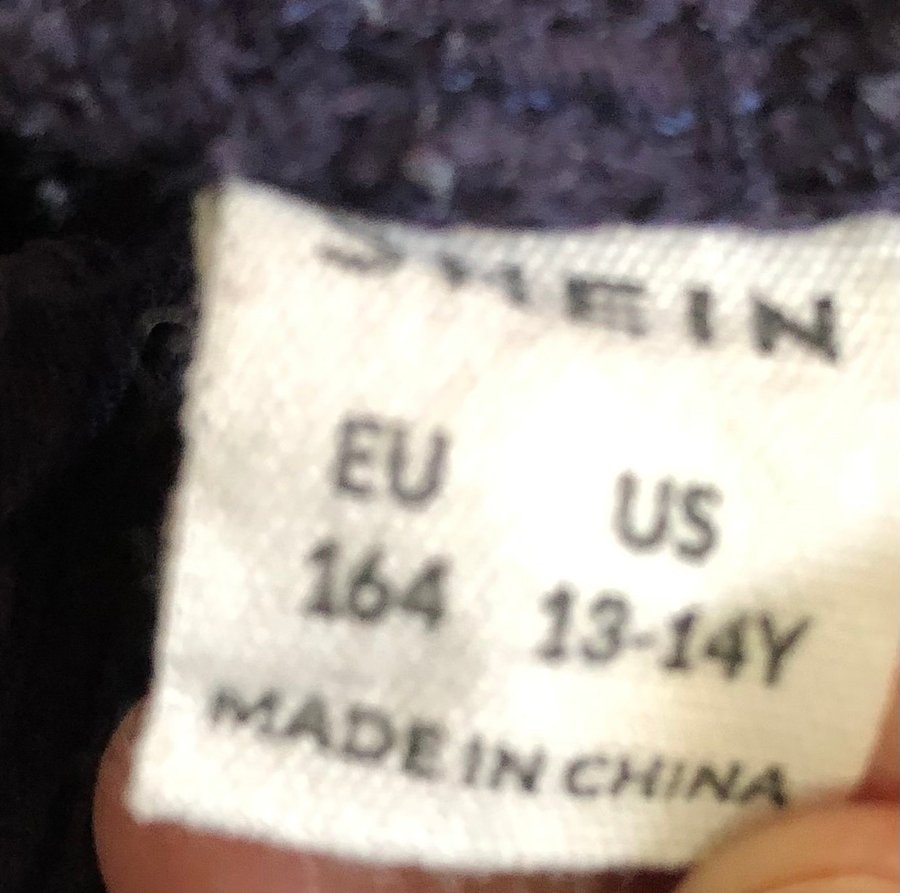 SHEIN
EU US
164 13-14Y
MADE IN CHINA